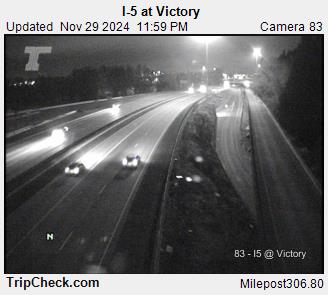 I-5 at Victory
Updated Nov 29 2024 11:59 PM Camera 83
T
N
83 - I5 @ Victory
TripCheck.com Milepost306.80